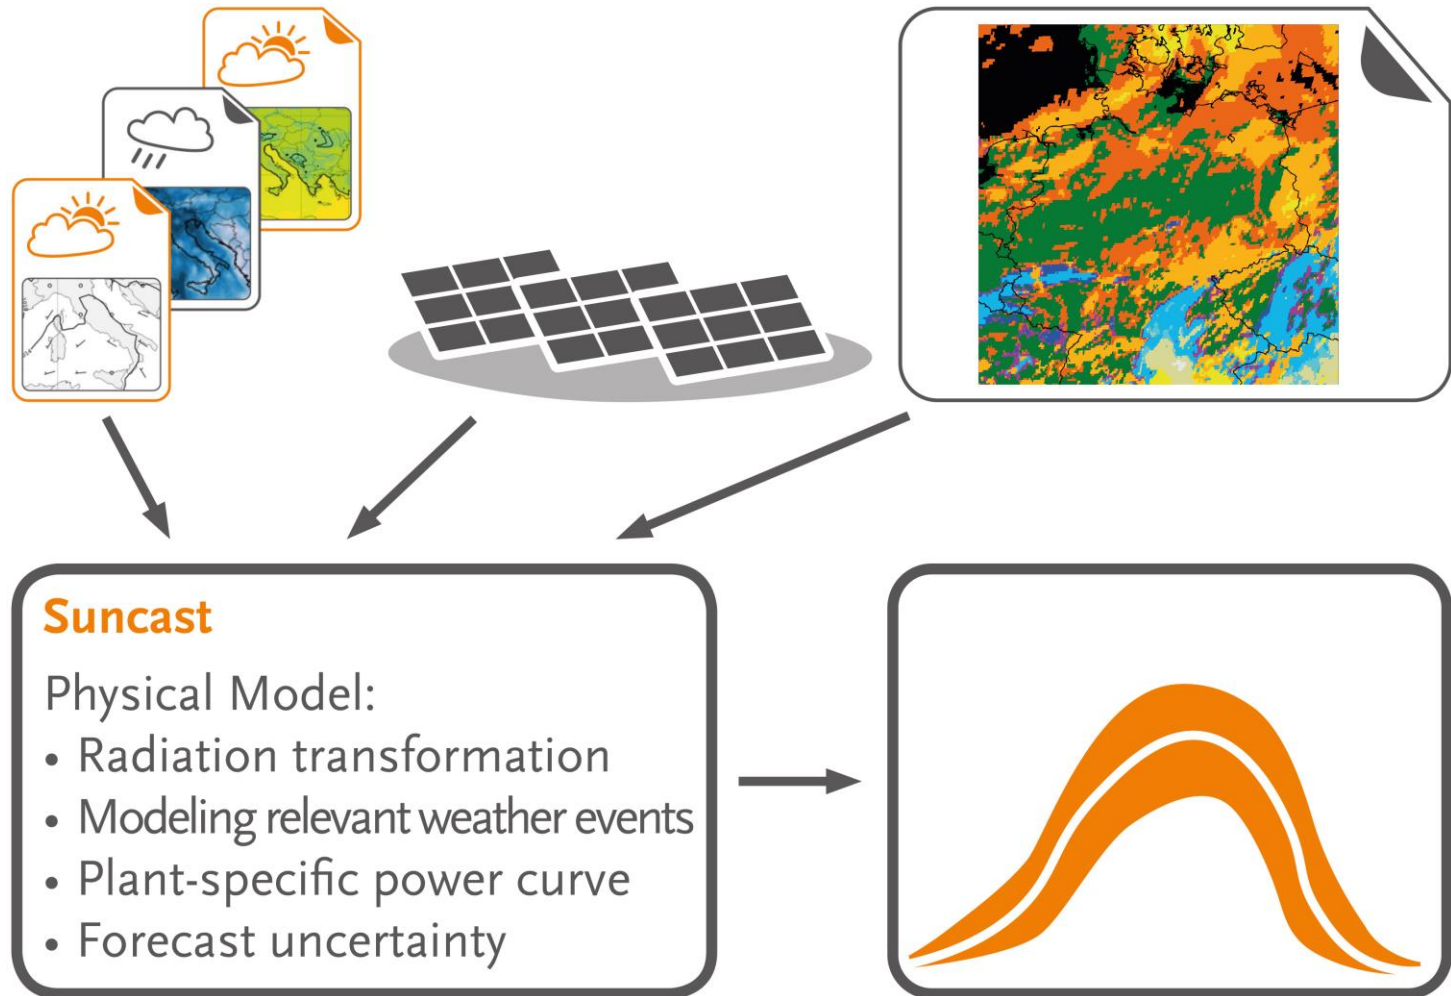 Suncast
Physical Model:
• Radiation transformation
• Modeling relevant weather events
• Plant-specific power curve
• Forecast uncertainty